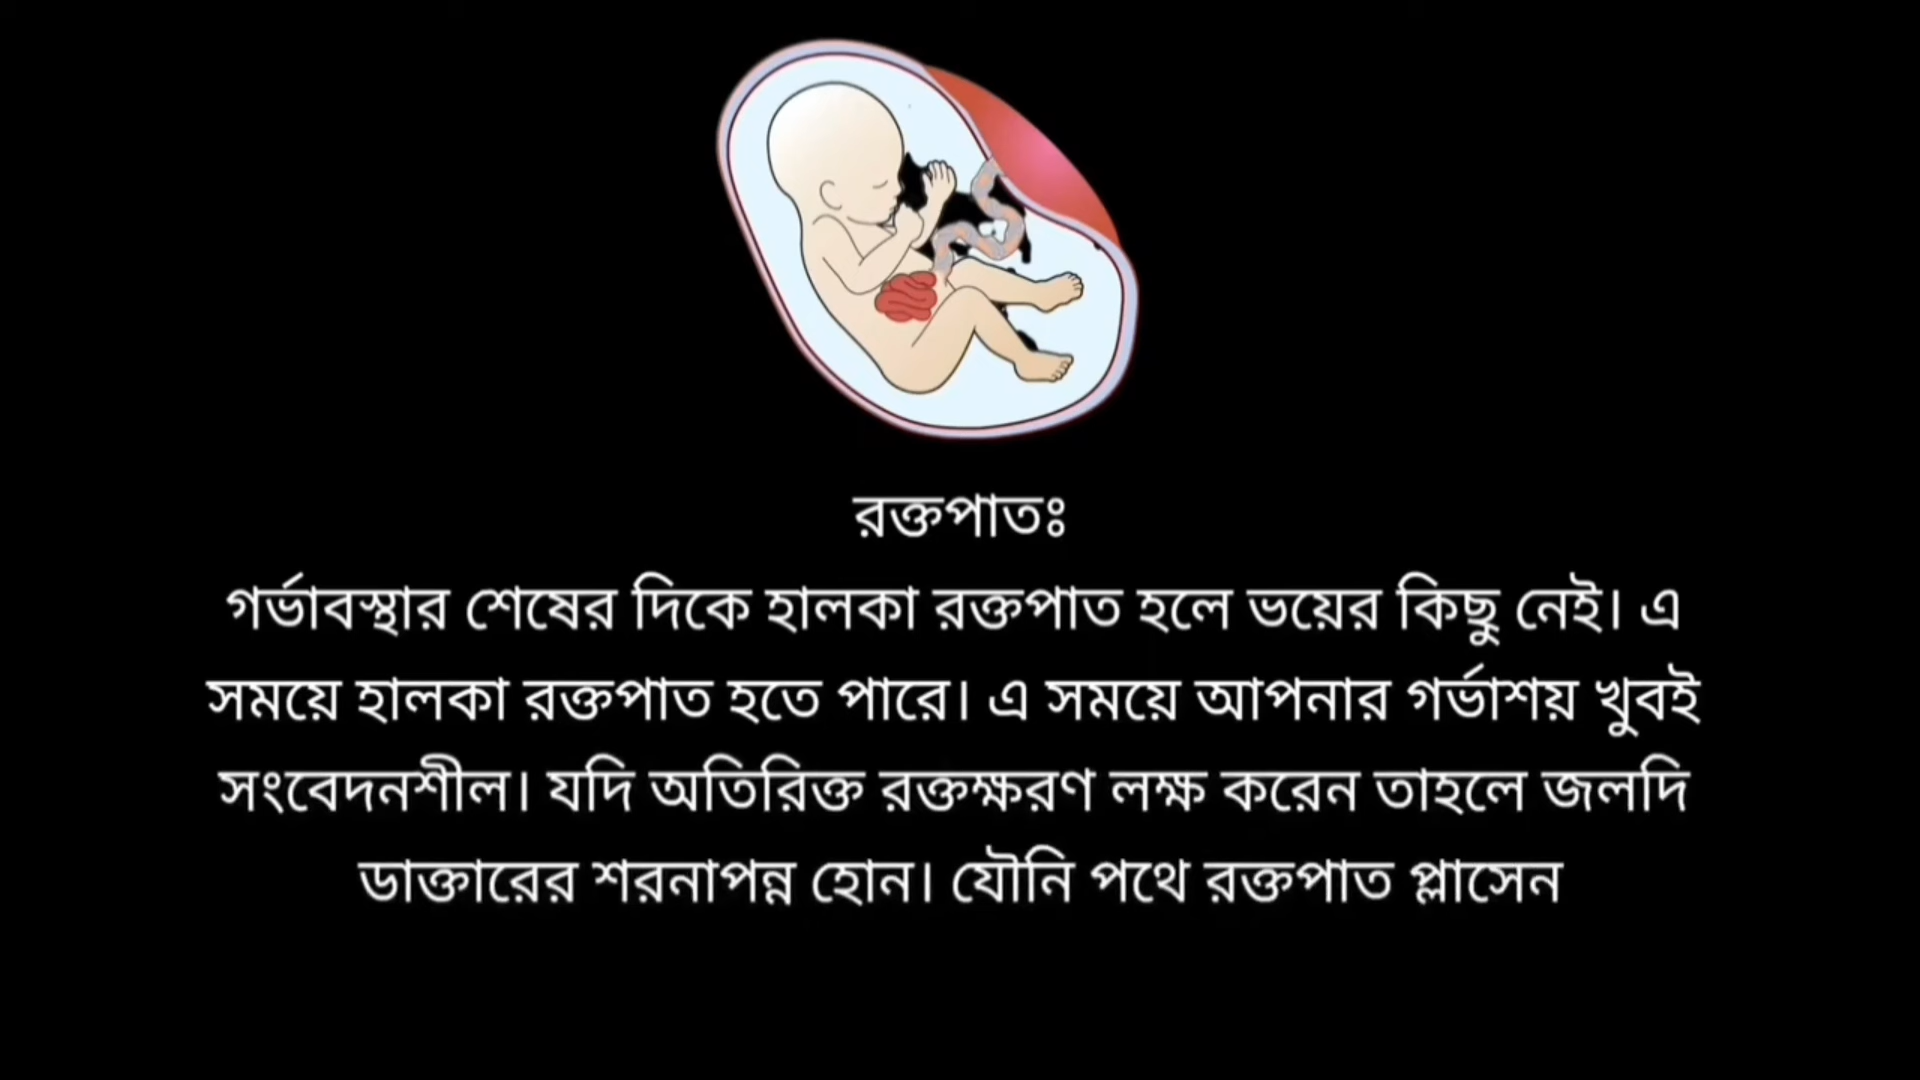 রক্তপাতঃ
গর্ভাবস্থার শেষের দিকে হালকা রক্তপাত হলে ভয়ের কিছু নেই। এ
সময়ে হালকা রক্তপাত হতে পারে। এ সময়ে আপনার গর্ভাশয় খুবই
সংবেদনশীল। যদি অতিরিক্ত রক্তক্ষরণ লক্ষ করেন তাহলে জলদি
ডাক্তারের শরনাপন্ন হোন। যৌনি পথে রক্তপাত প্লাসেন